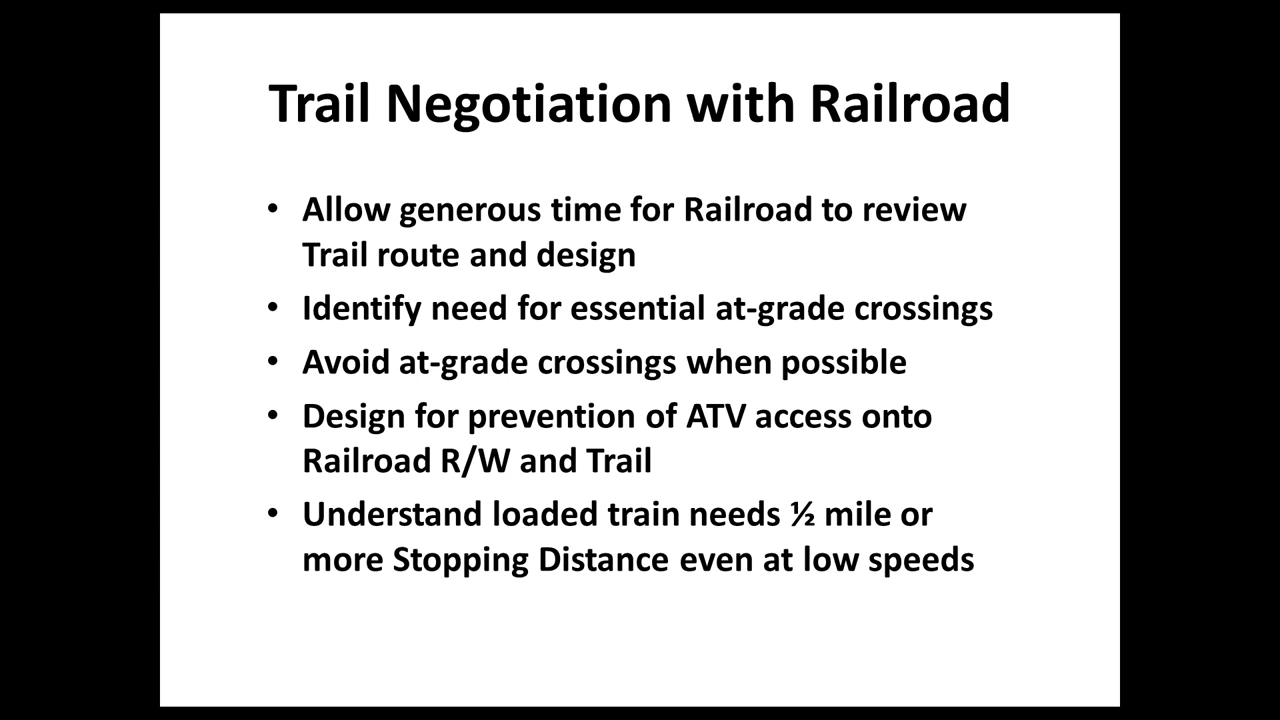 Trail Negotiation with Railroad
• Allow generous time for Railroad to review
Trail route and design
• Identify need for essential at-grade crossings
• Avoid at-grade crossings when possible
• Design for prevention of ATV access onto
Railroad R/W and Trail
• Understand loaded train needs ½ mile or
more Stopping Distance even at low speeds